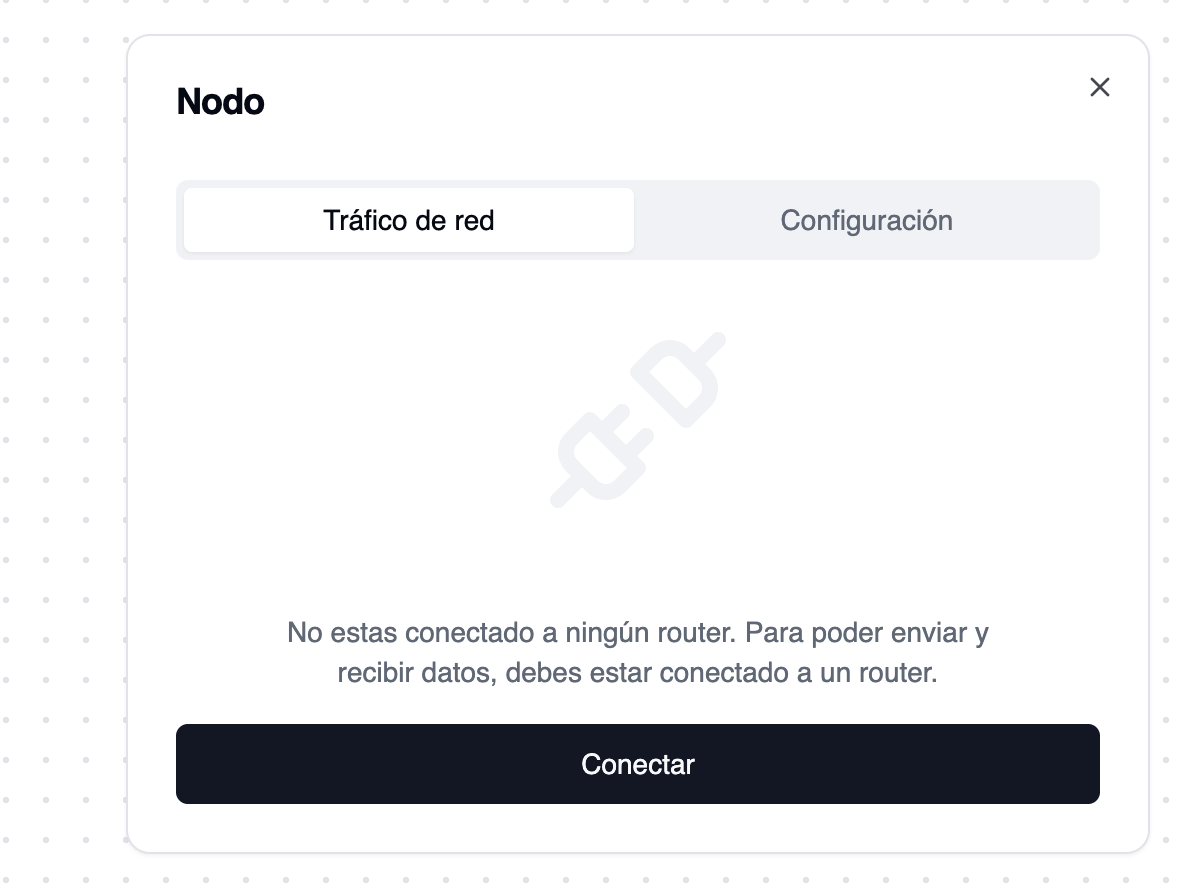 Nodo
Tráfico de red
Configuración
No estas conectado a ningún router. Para poder enviar y
recibir datos, debes estar conectado a un router.
Conectar